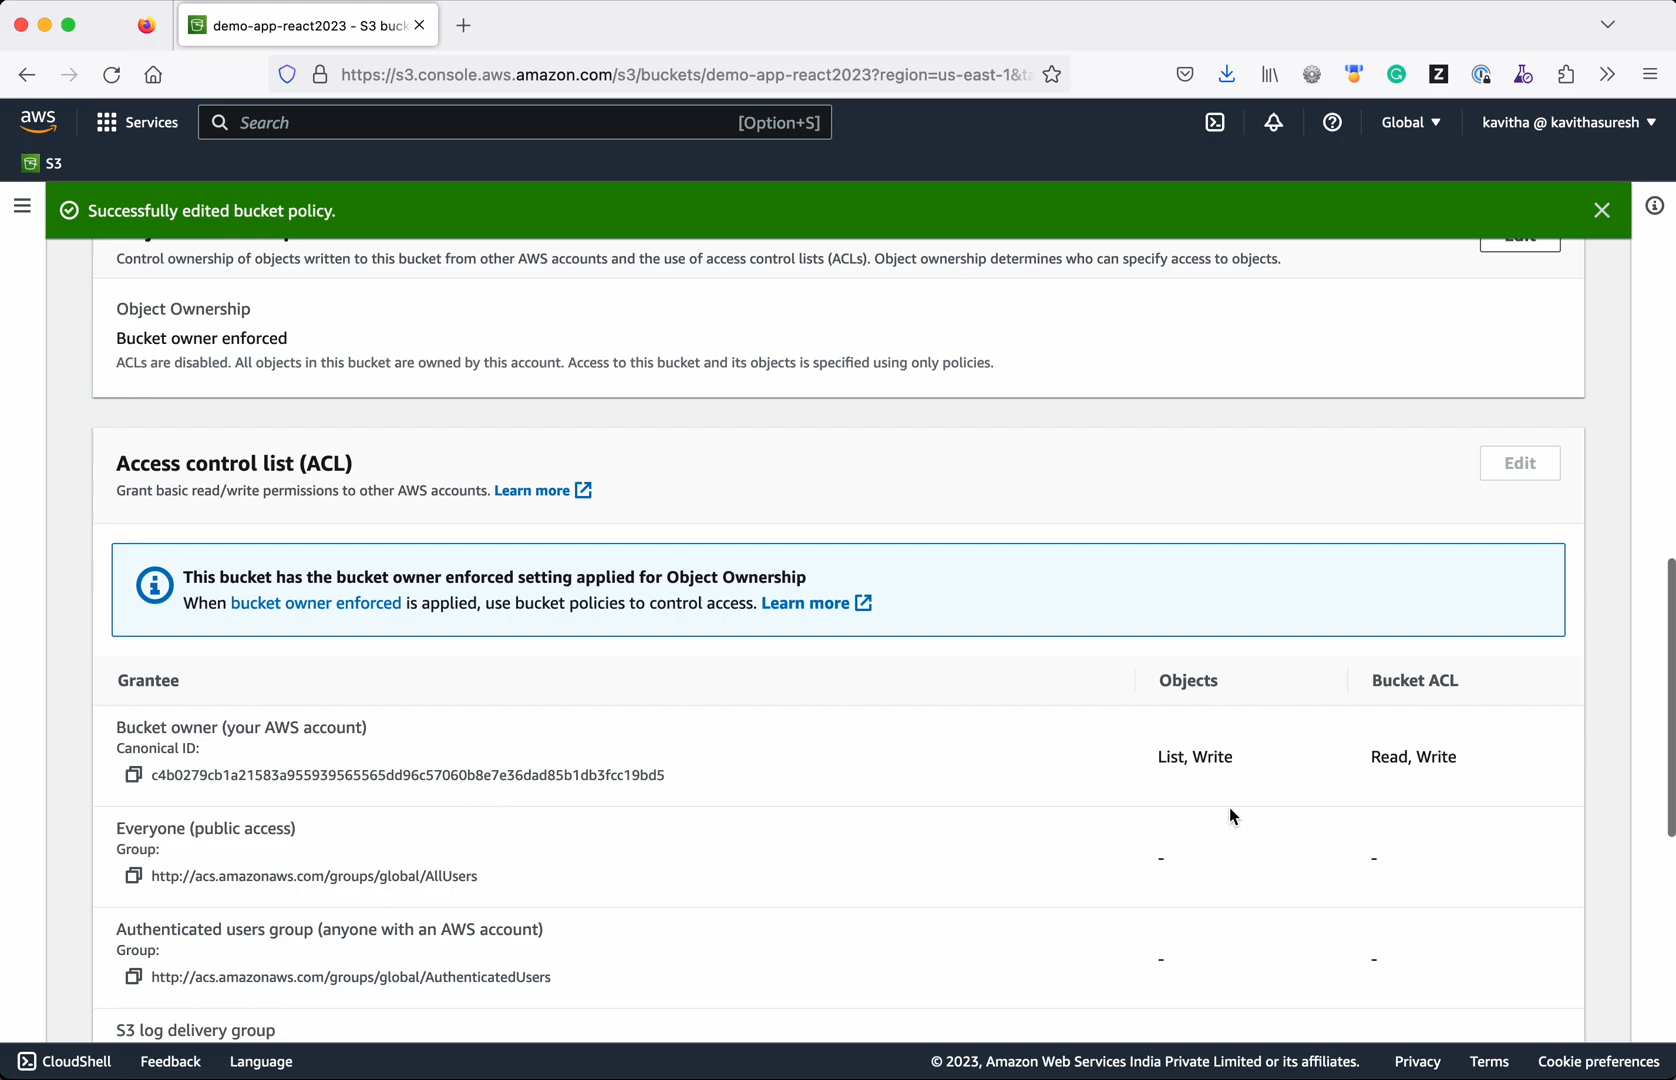 demo-app-react2023 - S3 buck
https://s3.console.aws.amazon.com/s3/buckets/demo-app-react2023?region=us-east-1&ta
aws
Services
Search
[Option+S]
Global
kavitha @ kavithasuresh
S3
Successfully edited bucket policy.
Control ownership of objects written to this bucket from other AWS accounts and the use of access control lists (ACLs). Object ownership determines who can specify access to objects.
Object Ownership
Bucket owner enforced
ACLs are disabled. All objects in this bucket are owned by this account. Access to this bucket and its objects is specified using only policies.
Access control list (ACL)
Edit
Grant basic read/write permissions to other AWS accounts. Learn more
This bucket has the bucket owner enforced setting applied for Object Ownership
When bucket owner enforced is applied, use bucket policies to control access. Learn more
Grantee
Objects
Bucket ACL
Bucket owner (your AWS account)
Canonical ID:
c4b0279cb1a21583a955939565565dd96c57060b8e7e36dad85b1db3fcc19bd5
List, Write
Read, Write
Everyone (public access)
Group:
http://acs.amazonaws.com/groups/global/AllUsers
-
-
Authenticated users group (anyone with an AWS account)
Group:
http://acs.amazonaws.com/groups/global/AuthenticatedUsers
-
-
S3 log delivery group
CloudShell
Feedback
Language
© 2023, Amazon Web Services India Private Limited or its affiliates.
Privacy
Terms
Cookie preferences